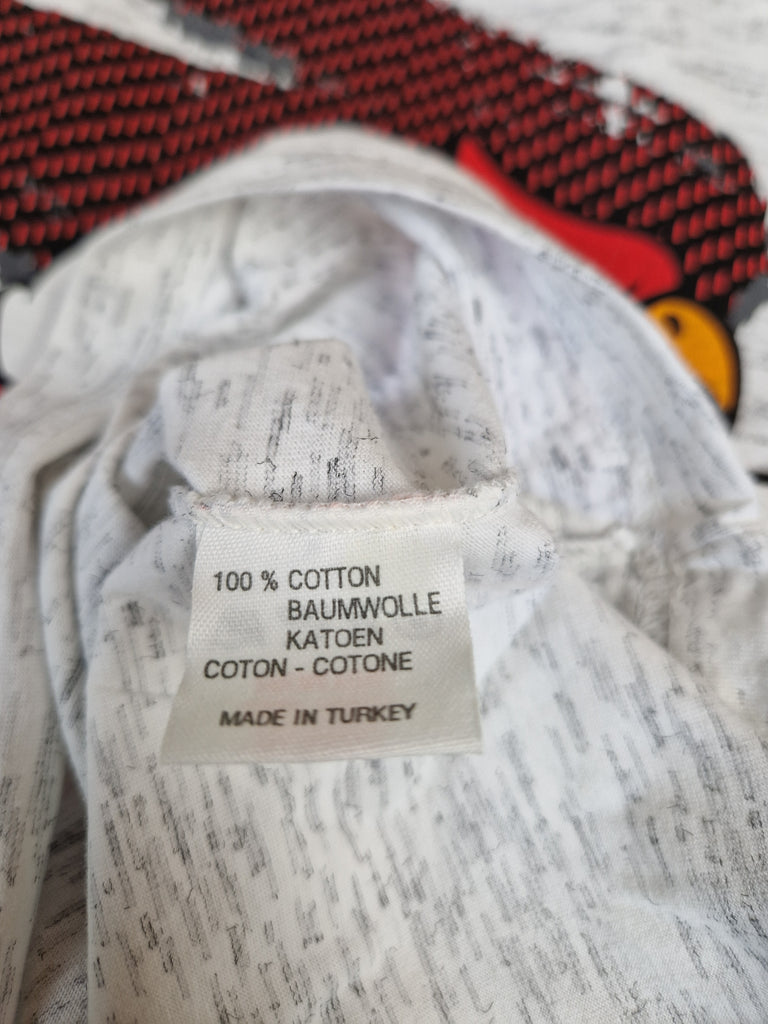 100 % COTTON
BAUMWOLLE
KATOEN
COTON - COTONE
MADE IN TURKEY